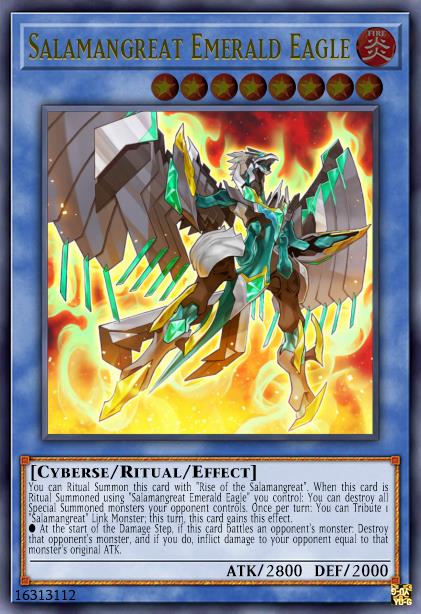 SALAMANGREAT EMERALD EAGLE
FIRE
炎
[CYBERSE/RITUAL/EFFECT]
You can Ritual Summon this card with "Rise of the Salamangreat". When this card is
Ritual Summoned using "Salamangreat Emerald Eagle" you control: You can destroy all
Special Summoned monsters your opponent controls. Once per turn: You can Tribute 1
"Salamangreat" Link Monster; this turn, this card gains this effect.
● At the start of the Damage Step, if this card battles an opponent's monster: Destroy
that opponent's monster, and if you do, inflict damage to your opponent equal to that
monster's original ATK.
ATK/2800 DEF/2000
16313112